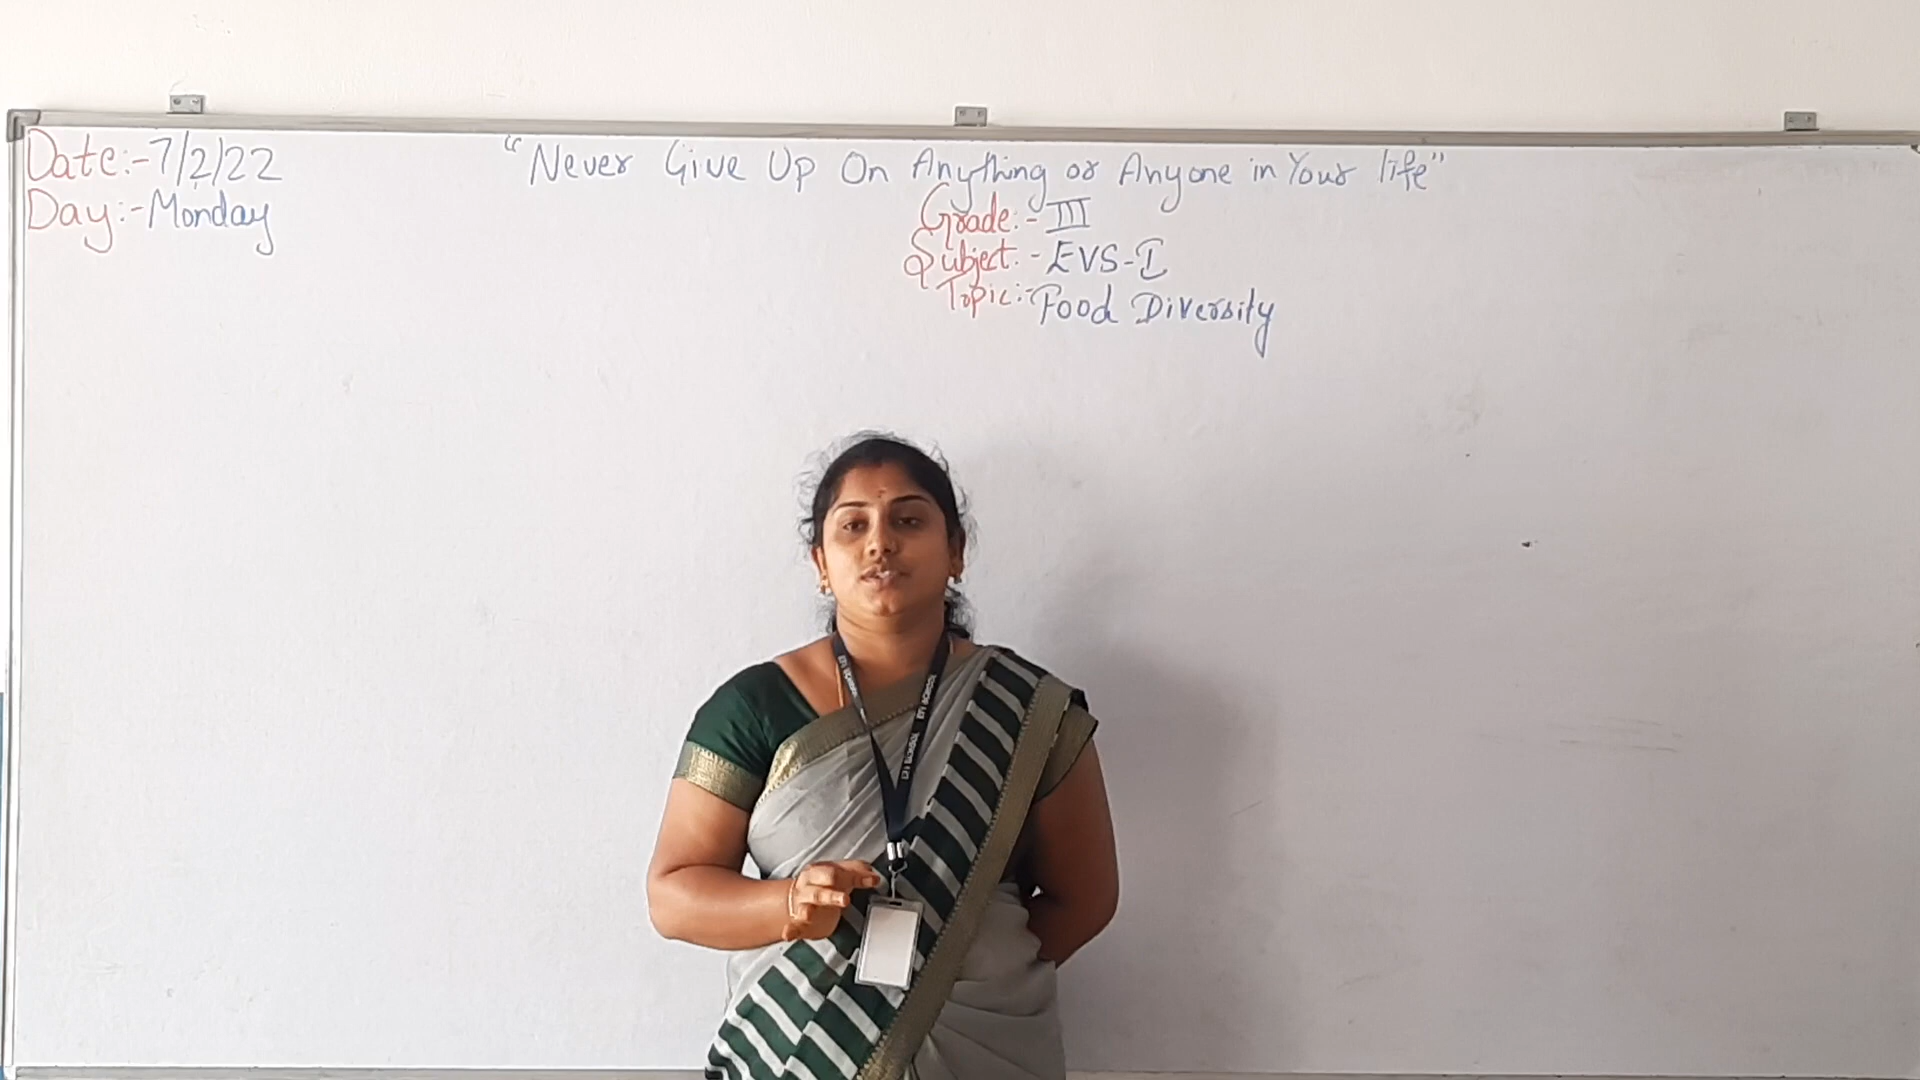 Date:-7/2/22
Day:-Monday
"Never Give Up On Anything or Anyone in Your life"
Grade:-III
Subject:-EVS-I
Topic:-Food Diversity